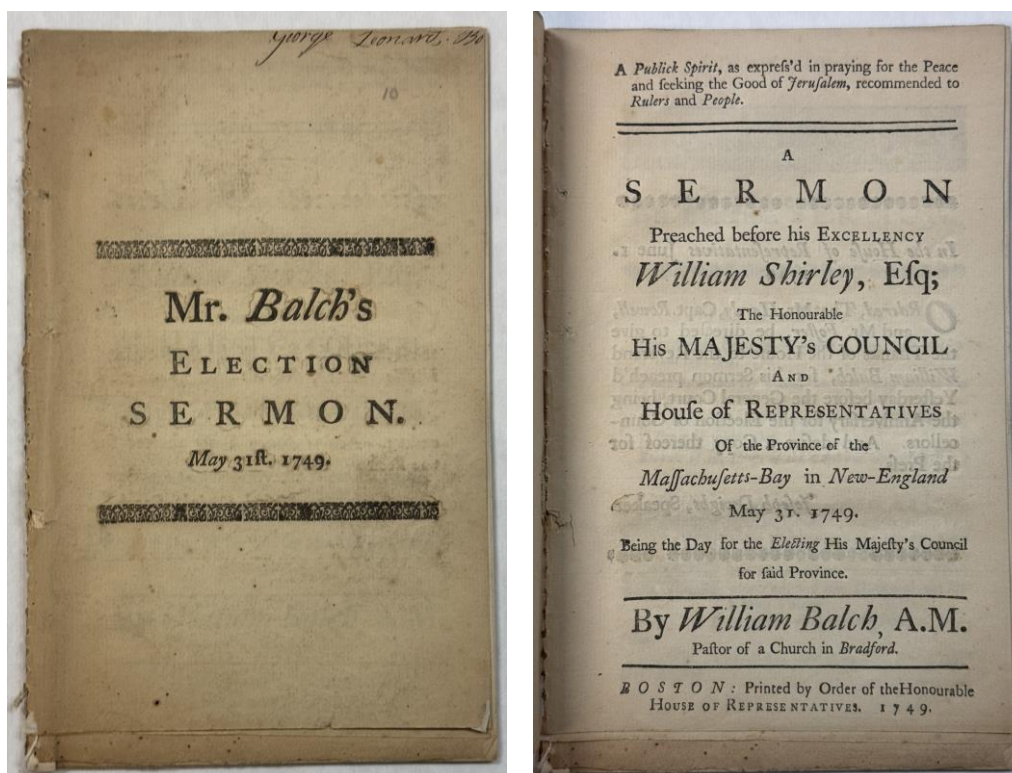 George Leonard. Bo
10
Mr. Balch's
ELECTION
SERMON.
May 31ſt. 1749.
A Publick Spirit, as expreſs'd in praying for the Peace
and ſeeking the Good of Jeruſalem, recommended to
Rulers and People.
A
SERMON
Preached before his EXCELLENCY
William Shirley, Eſq;
The Honourable
His MAJESTY's COUNCIL
AND
Houſe of REPRESENTATIVES
Of the Province of the
Maſſachuſetts-Bay in New-England
May 31. 1749.
Being the Day for the Electing His Majeſty's Council
for ſaid Province.
By William Balch, A.M.
Paſtor of a Church in Bradford.
BOSTON: Printed by Order of theHonourable
HOUSE OF REPRESENTATIVES. 1749.